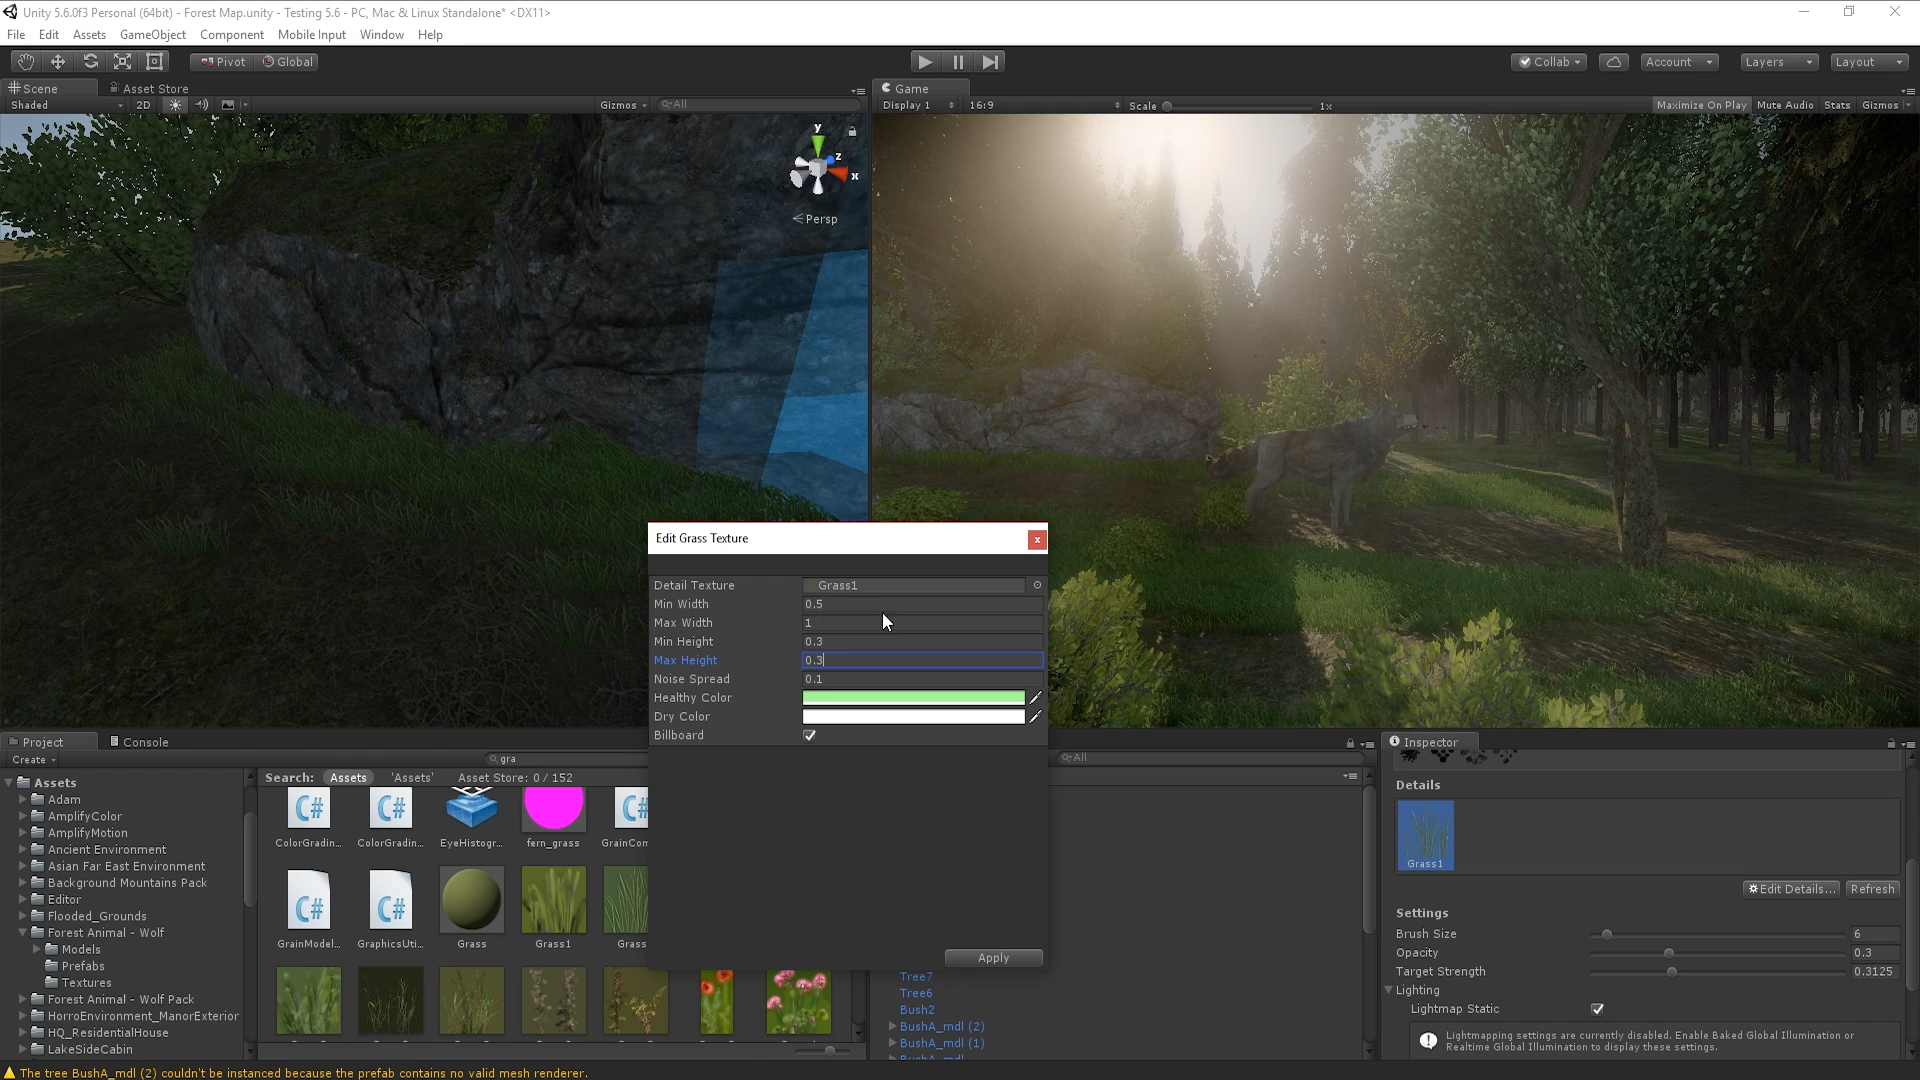 Unity 5.6.0f3 Personal (64bit) - Forest Map.unity - Testing 5.6 - PC, Mac & Linux Standalone* <DX11>
File Edit Assets GameObject Component Mobile Input Window Help
Pivot Global
Collab Account Layers Layout
Scene Asset Store
Shaded 2D Gizmos All
y
z
x
Persp
Game
Display 1 16:9 Scale 1x Maximize On Play Mute Audio Stats Gizmos
Edit Grass Texture
x
Detail Texture Grass1
Min Width 0.5
Max Width 1
Min Height 0.3
Max Height 0.3
Noise Spread 0.1
Healthy Color
Dry Color
Billboard
Apply
Project Console
Create gra
Assets
Adam
AmplifyColor
AmplifyMotion
Ancient Environment
Asian Far East Environment
Background Mountains Pack
Editor
Flooded_Grounds
Forest Animal - Wolf
Models
Prefabs
Textures
Forest Animal - Wolf Pack
HorroEnvironment_ManorExterior
HQ_ResidentialHouse
LakeSideCabin
Search: Assets 'Assets' Asset Store: 0 / 152
C# C# C#
ColorGradin... ColorGradin... EyeHistogr... fern_grass GrainCon
C# C#
GrainModel... GraphicsUti... Grass Grass1 Grass
All
Tree7
Tree6
Bush2
BushA_mdl (2)
BushA_mdl (1)
BushA_mdl
Inspector
Details
Grass1
Edit Details... Refresh
Settings
Brush Size 6
Opacity 0.3
Target Strength 0.3125
Lighting
Lightmap Static
Lightmapping settings are currently disabled. Enable Baked Global Illumination or
Realtime Global Illumination to display these settings.
The tree BushA_mdl (2) couldn't be instanced because the prefab contains no valid mesh renderer.